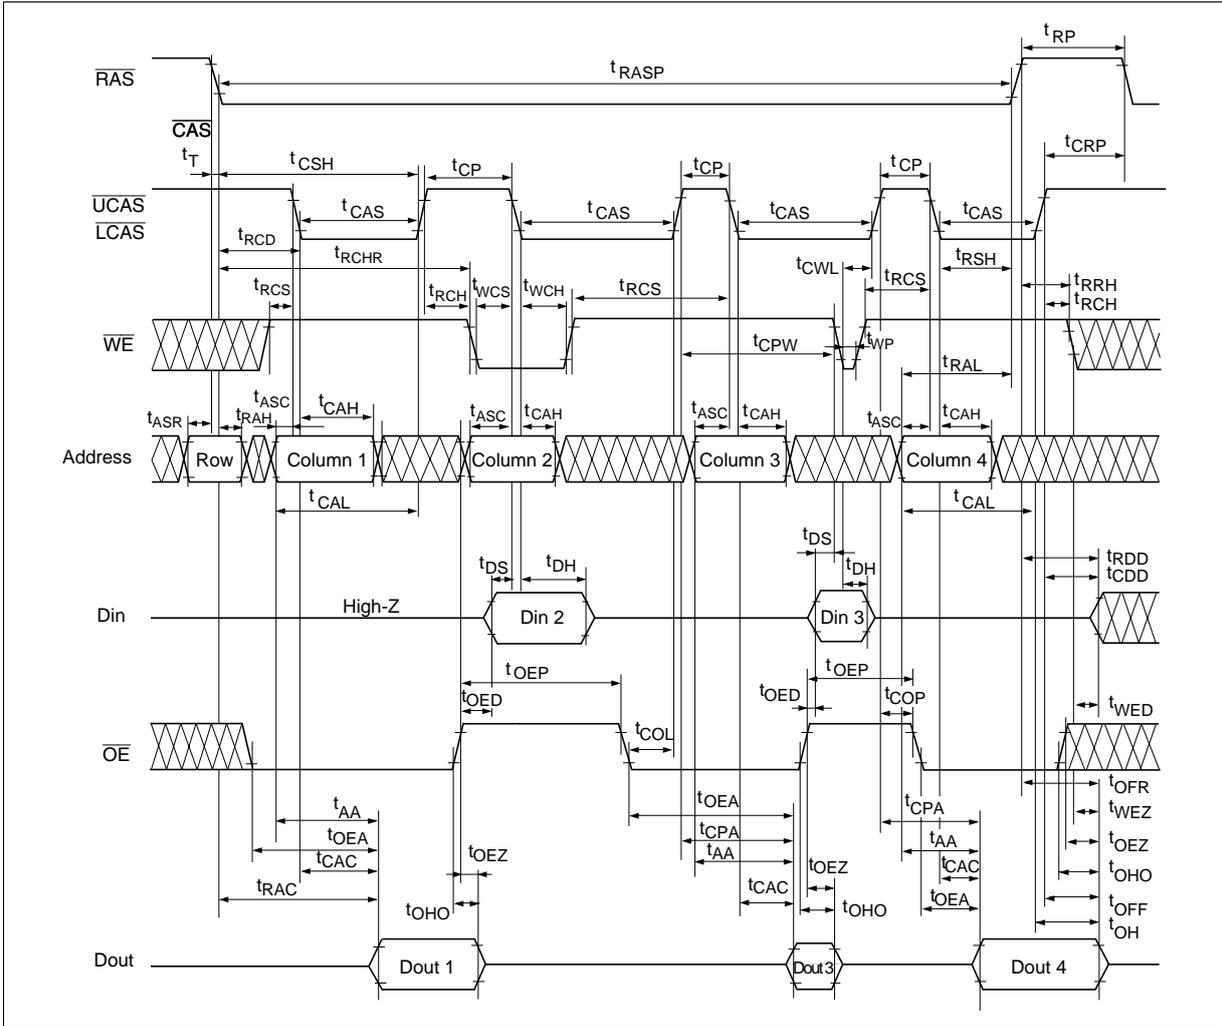 tRP
RAS
tRASP
CAS
tT
tCSH
tCP
tCP
tCP
tCRP
UCAS
LCAS
tCAS
tCAS
tCAS
tCAS
tRCD
tRCHR
tCWL
tRSH
tRCS
tRCH
tWCS
tWCH
tRCS
tRCS
tRRH
tRCH
WE
tCPW
tWP
tRAL
tASR
tRAH
tASC
tCAH
tASC
tCAH
tASC
tCAH
tASC
tCAH
Address
Row
Column 1
Column 2
Column 3
Column 4
tCAL
tCAL
tDS
tDH
tDS
tDH
tRDD
tCDD
Din
High-Z
Din 2
Din 3
tOEP
tOEP
tOED
tOED
tCOP
tWED
OE
tCOL
tOFR
tAA
tOEA
tCPA
tWEZ
tOEA
tCPA
tAA
tOEZ
tCAC
tOEZ
tAA
tOEZ
tCAC
tOHO
tRAC
tOHO
tCAC
tOHO
tOEA
tOFF
tOH
Dout
Dout 1
Dout 3
Dout 4